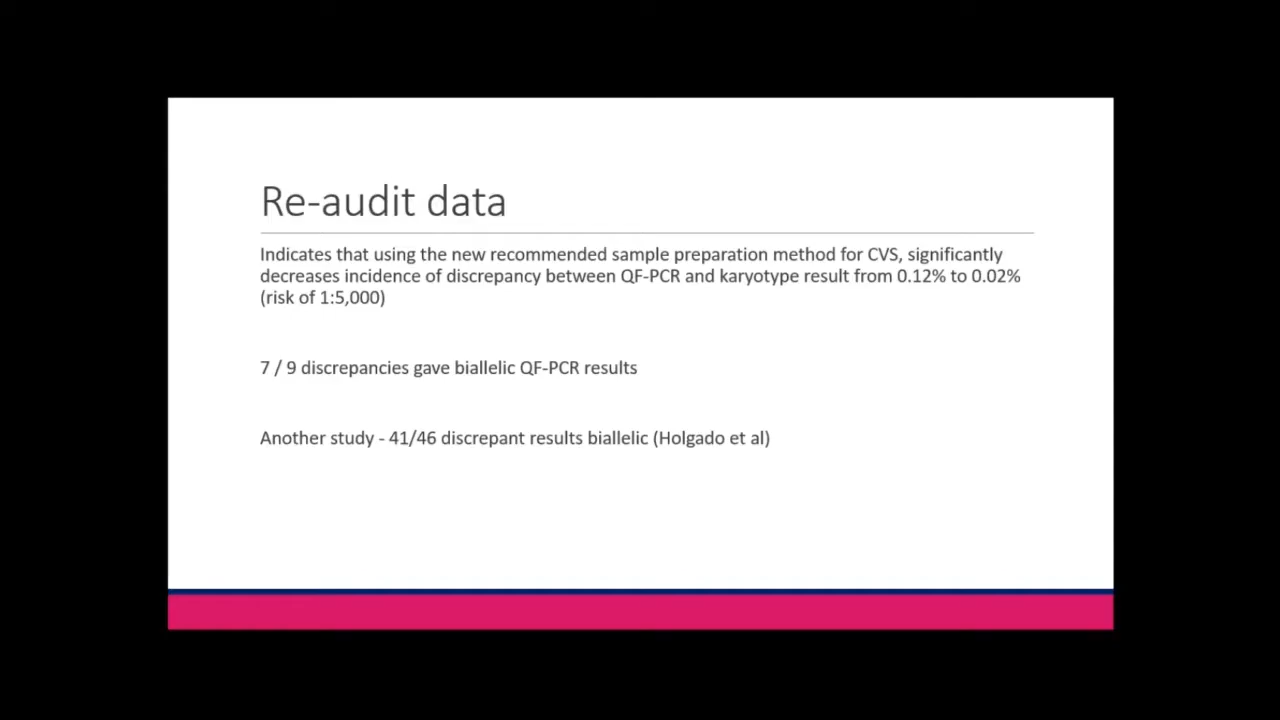 Re-audit data
Indicates that using the new recommended sample preparation method for CVS, significantly
decreases incidence of discrepancy between QF-PCR and karyotype result from 0.12% to 0.02%
(risk of 1:5,000)
7 / 9 discrepancies gave biallelic QF-PCR results
Another study - 41/46 discrepant results biallelic (Holgado et al)